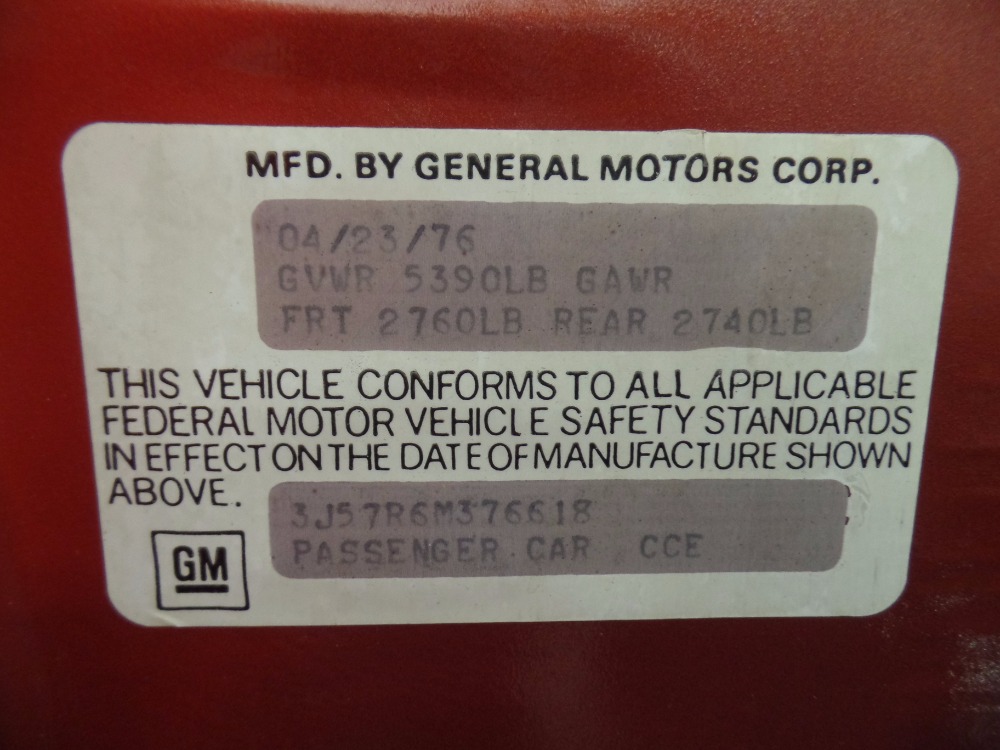 MFD. BY GENERAL MOTORS CORP.
04/23/76
GVWR 5390LB GAWR
FRT 2760LB REAR 2740LB
THIS VEHICLE CONFORMS TO ALL APPLICABLE
FEDERAL MOTOR VEHICLE SAFETY STANDARDS
IN EFFECT ON THE DATE OF MANUFACTURE SHOWN
ABOVE.
3J57R6M376618
PASSENGER CAR CCE
GM